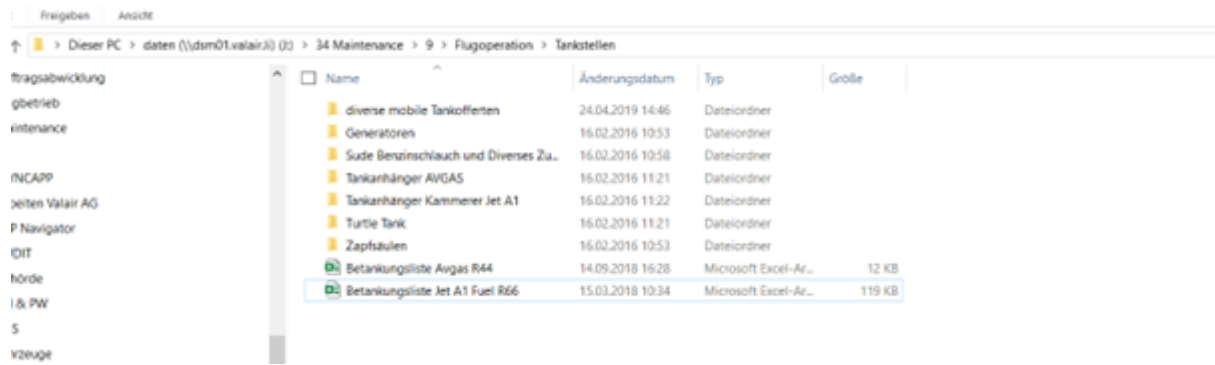 Freigeben Ansicht
> Dieser PC > daten (\\dsm01.valair.li) (J:) > 34 Maintenance > 9 > Flugoperation > Tankstellen
ftragsabwicklung
gbetrieb
intenance
YNCAPP
beiten Valair AG
P Navigator
UDIT
hörde
& PW
S
rzeuge
Name Änderungsdatum Typ Größe
diverse mobile Tankofferten 24.04.2019 14:46 Dateiordner
Generatoren 16.02.2016 10:53 Dateiordner
Sude Benzinschlauch und Diverses Zu... 16.02.2016 10:58 Dateiordner
Tankanhänger AVGAS 16.02.2016 11:21 Dateiordner
Tankanhänger Kammerer Jet A1 16.02.2016 11:22 Dateiordner
Turtle Tank 16.02.2016 11:21 Dateiordner
Zapfsäulen 16.02.2016 10:53 Dateiordner
Betankungsliste Avgas R44 14.09.2018 16:28 Microsoft Excel-Ar... 12 KB
Betankungsliste Jet A1 Fuel R66 15.03.2018 10:34 Microsoft Excel-Ar... 119 KB